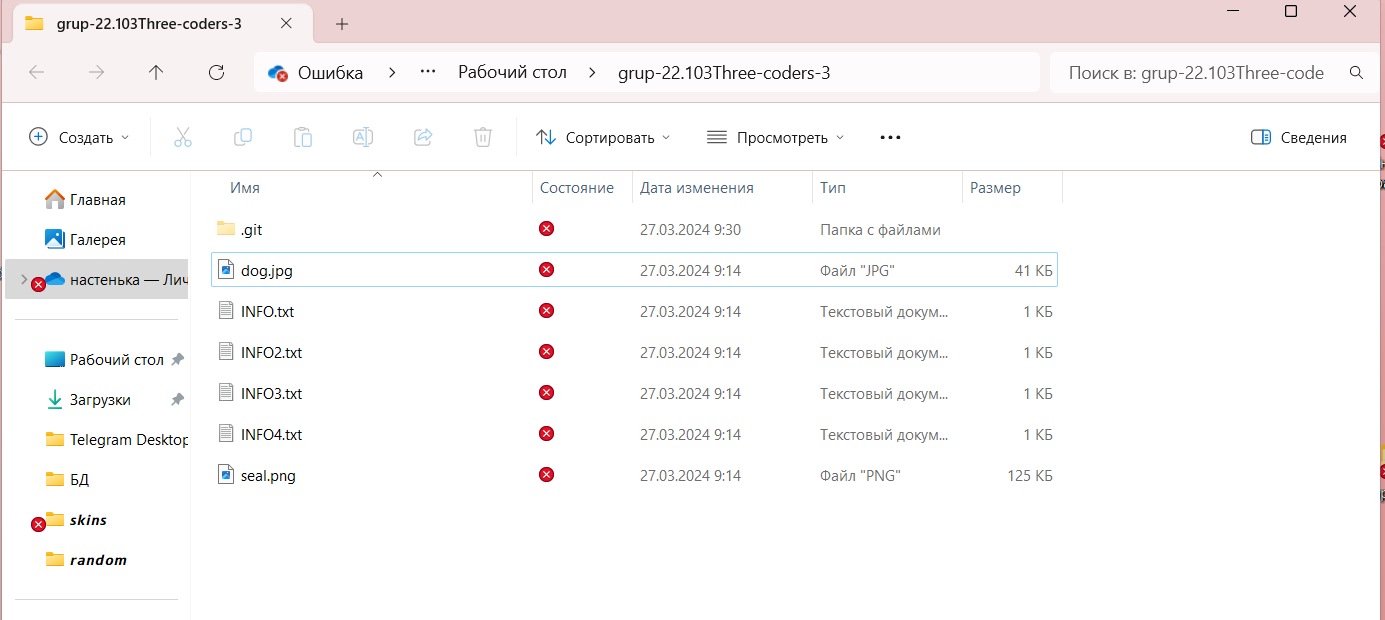 grup-22.103Three-coders-3
Ошибка > ... Рабочий стол > grup-22.103Three-coders-3
Поиск в: grup-22.103Three-code
Создать
Сортировать
Просмотреть
Сведения
Главная
Галерея
настенька — Лич
Рабочий стол
Загрузки
Telegram Desktop
БД
skins
random
Имя Состояние Дата изменения Тип Размер
.git 27.03.2024 9:30 Папка с файлами
dog.jpg 27.03.2024 9:14 Файл "JPG" 41 КБ
INFO.txt 27.03.2024 9:14 Текстовый докум... 1 КБ
INFO2.txt 27.03.2024 9:14 Текстовый докум... 1 КБ
INFO3.txt 27.03.2024 9:14 Текстовый докум... 1 КБ
INFO4.txt 27.03.2024 9:14 Текстовый докум... 1 КБ
seal.png 27.03.2024 9:14 Файл "PNG" 125 КБ